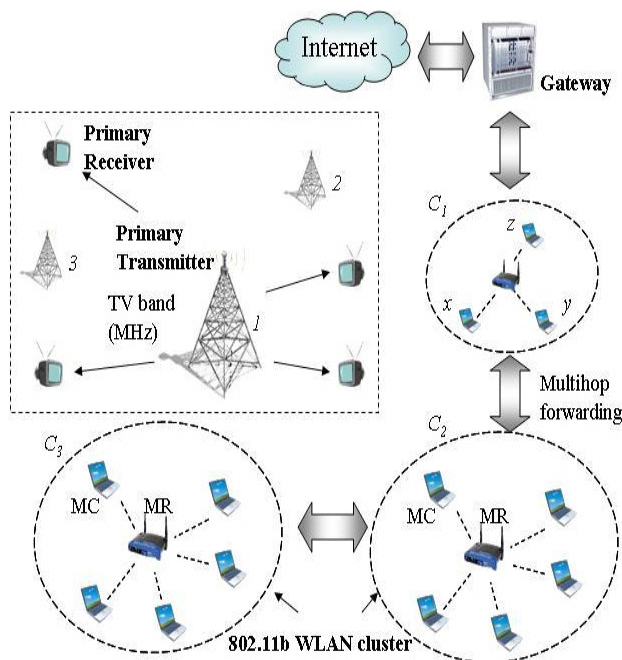 Internet
Gateway
Primary
Receiver
2
Primary
Transmitter
3
TV band
(MHz)
1
C1
z
x
y
Multihop
forwarding
C3
MC
MR
C2
MC
MR
802.11b WLAN cluster